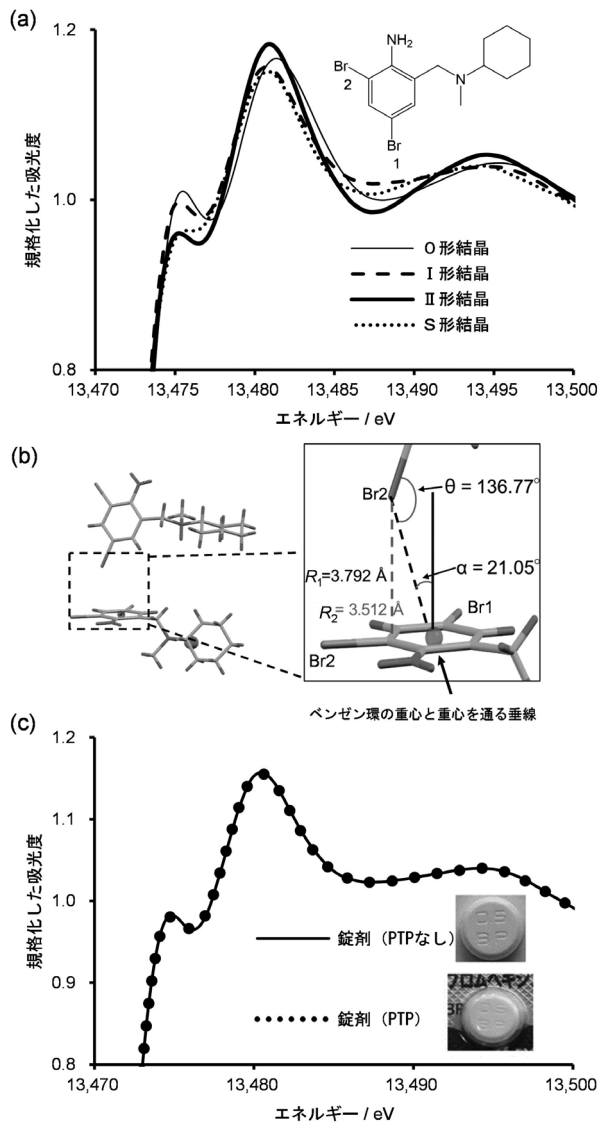 (a)
1.2
1.0
0.8
規格化した吸光度
NH₂
Br
2
N
Br
1
O形結晶
I 形結晶
II形結晶
S 形結晶
13,470
13,475
13,480
13,485
13,490
13,495
13,500
エネルギー / eV
(b)
Br2
θ = 136.77°
R₁=3.792 Å
α = 21.05°
R₂ = 3.512 Å
Br1
Br2
ベンゼン環の重心と重心を通る垂線
(c)
1.2
1.1
1.0
0.9
0.8
規格化した吸光度
錠剤（PTPなし）
ブロムヘキシン
錠剤（PTP）
13,470
13,480
13,490
13,500
エネルギー / eV